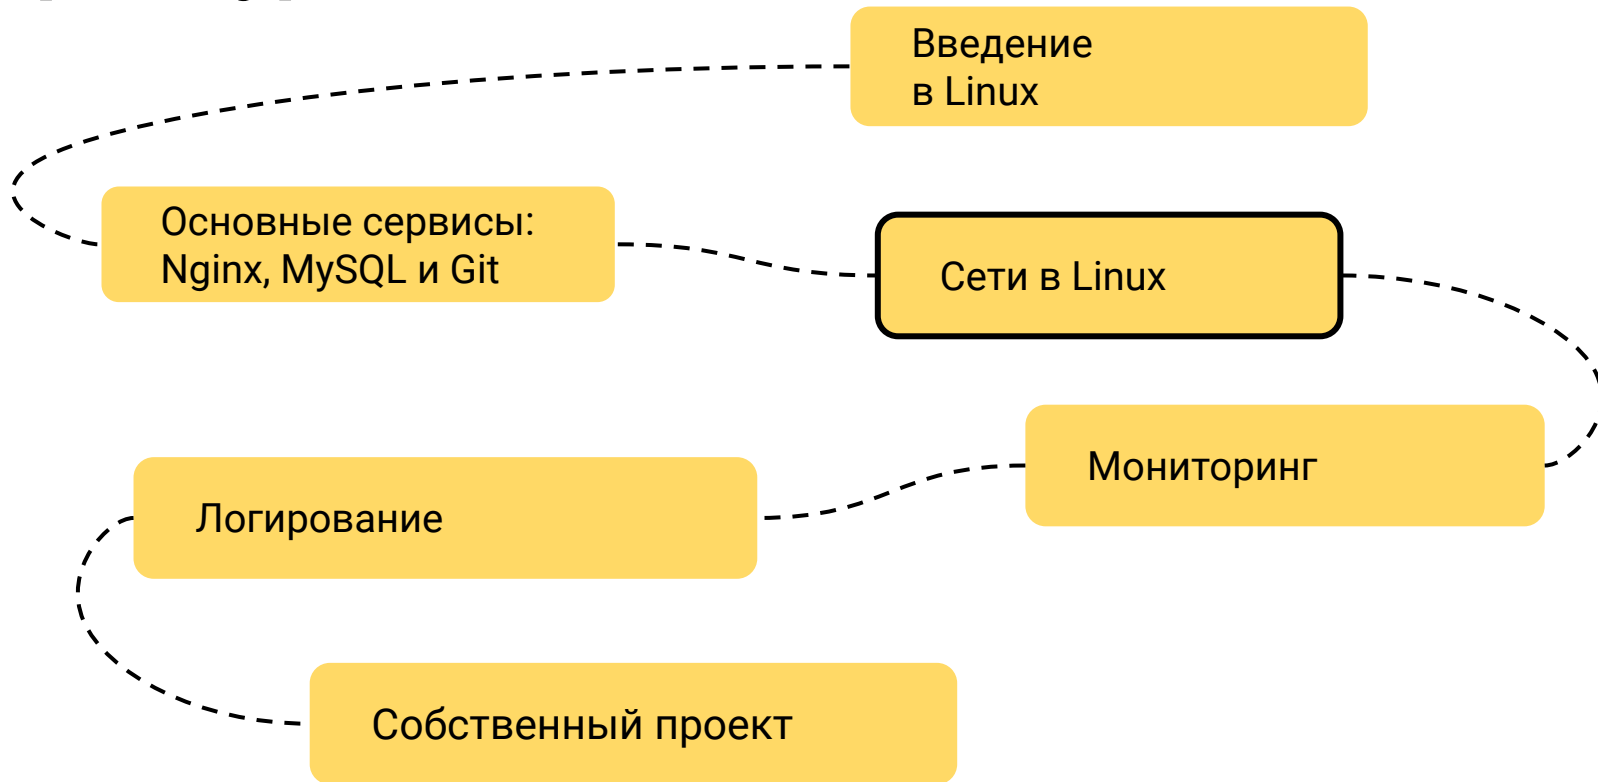 Введение
в Linux
Основные сервисы:
Nginx, MySQL и Git
Сети в Linux
Мониторинг
Логирование
Собственный проект